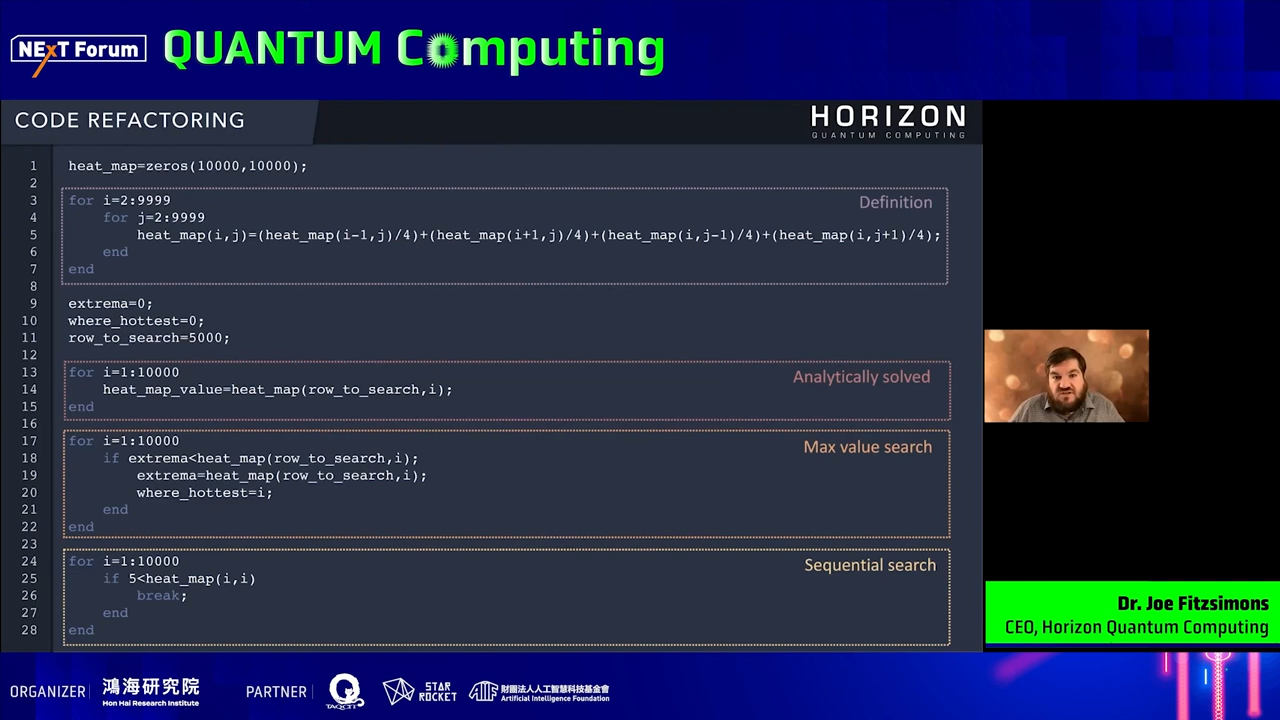 NExT Forum
QUANTUM Computing
CODE REFACTORING
HORIZON
QUANTUM COMPUTING
1 heat_map=zeros(10000,10000);
2
3 for i=2:9999
Definition
4 for j=2:9999
5 heat_map(i,j)=(heat_map(i-1,j)/4)+(heat_map(i+1,j)/4)+(heat_map(i,j-1)/4)+(heat_map(i,j+1)/4);
6 end
7 end
8
9 extrema=0;
10 where_hottest=0;
11 row_to_search=5000;
12
13 for i=1:10000
Analytically solved
14 heat_map_value=heat_map(row_to_search,i);
15 end
16
17 for i=1:10000
Max value search
18 if extrema<heat_map(row_to_search,i);
19 extrema=heat_map(row_to_search,i);
20 where_hottest=i;
21 end
22 end
23
24 for i=1:10000
Sequential search
25 if 5<heat_map(i,i)
26 break;
27 end
28 end
Dr. Joe Fitzsimons
CEO, Horizon Quantum Computing
ORGANIZER
鴻海研究院
Hon Hai Research Institute
PARTNER
TAQCIT
STAR
ROCKET
財團法人人工智慧科技基金會
Artificial Intelligence Foundation